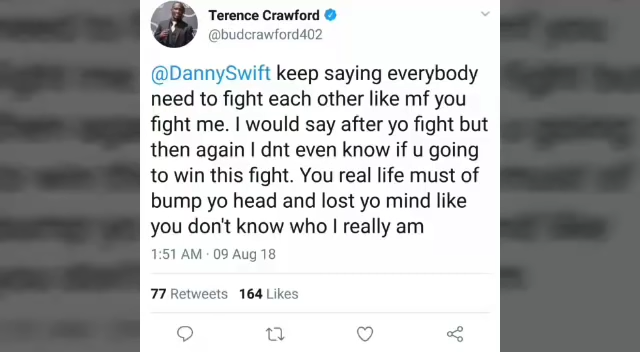 Terence Crawford
@budcrawford402
@DannySwift keep saying everybody
need to fight each other like mf you
fight me. I would say after yo fight but
then again I dnt even know if u going
to win this fight. You real life must of
bump yo head and lost yo mind like
you don't know who I really am
1:51 AM · 09 Aug 18
77 Retweets 164 Likes